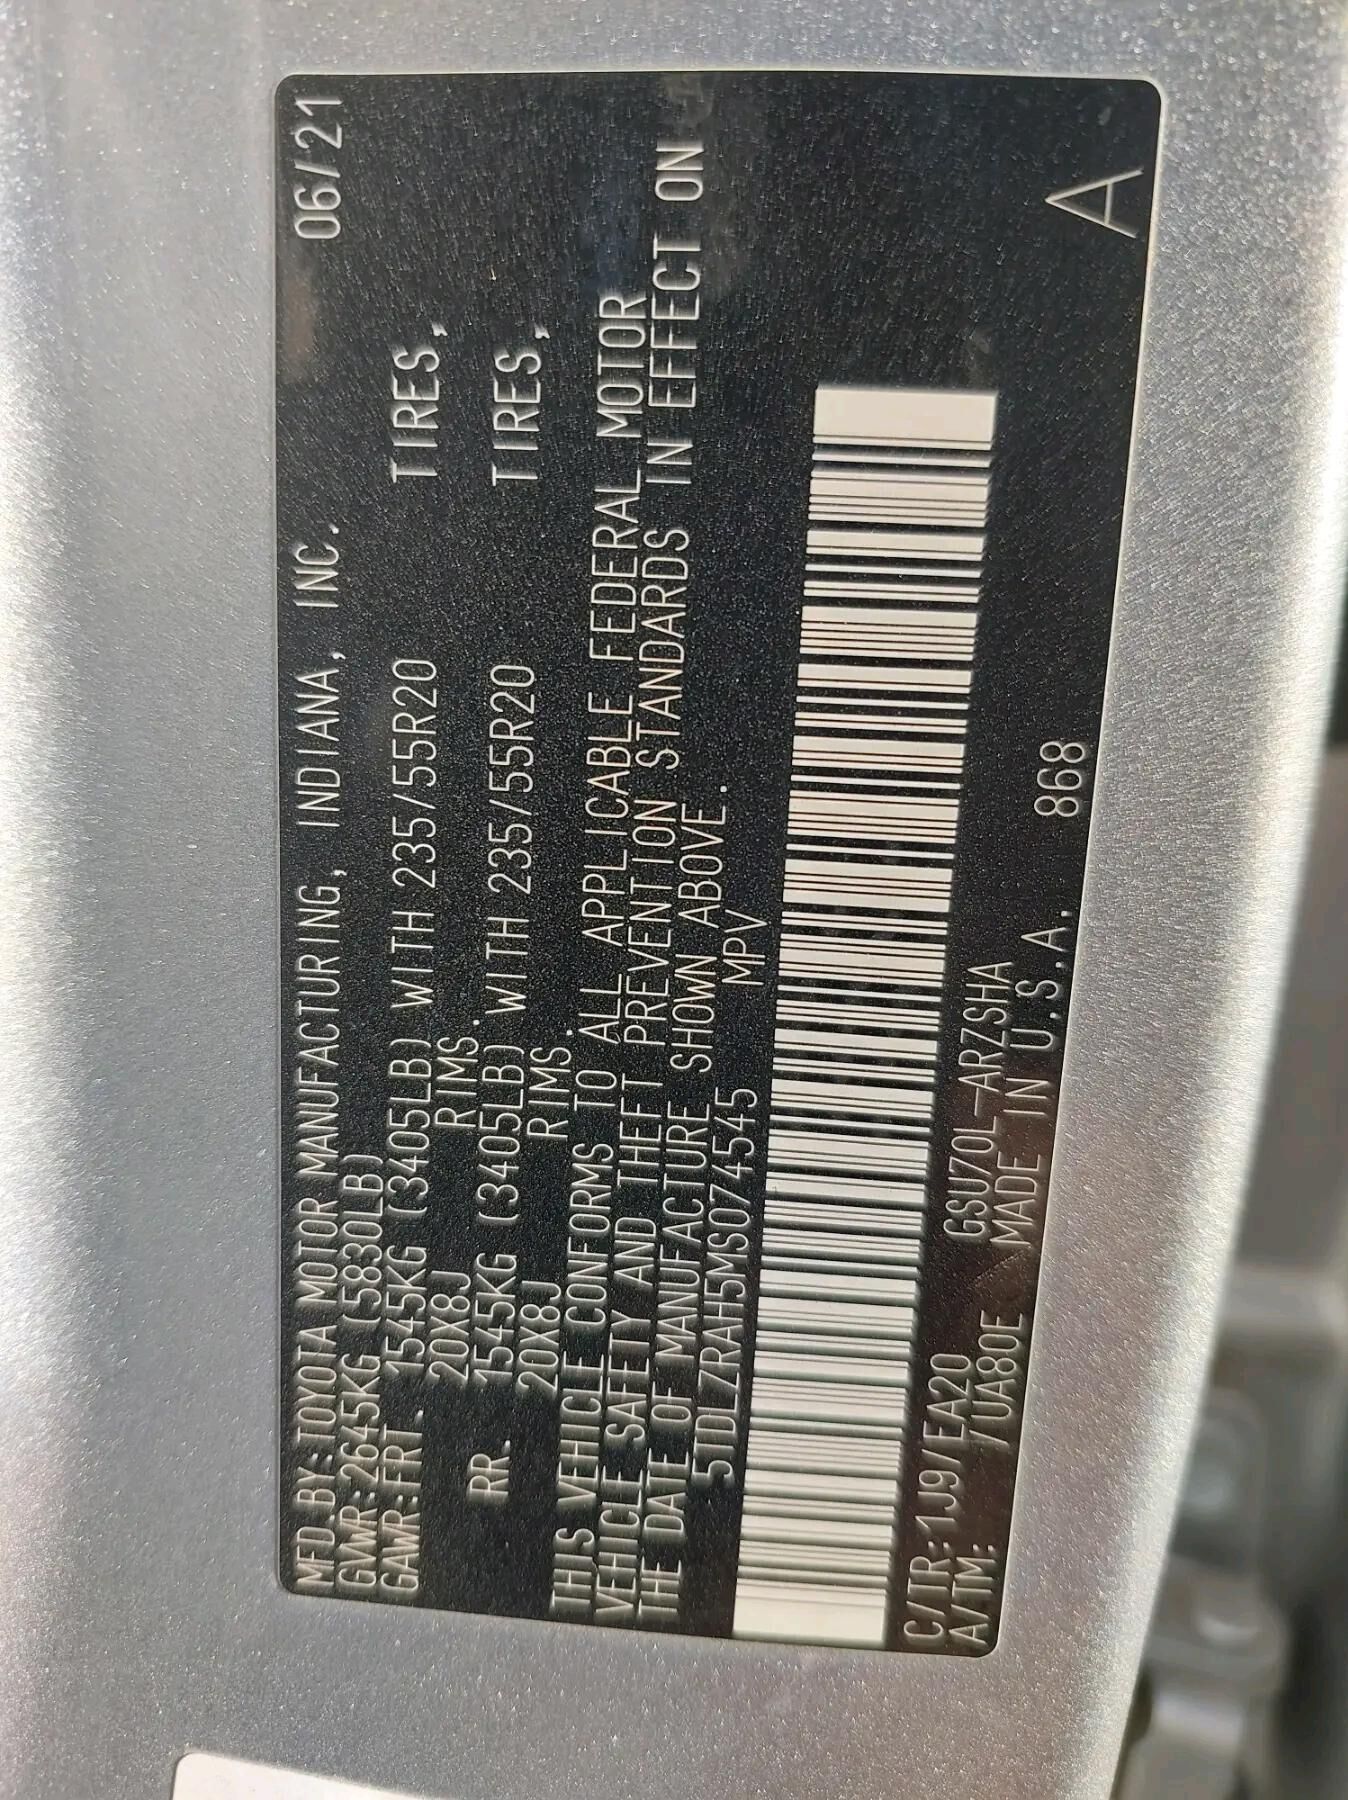 MFD.BY:TOYOTA MOTOR MANUFACTURING, INDIANA, INC. 06/21
GVWR:2645KG (5830LB)
GAWR:FRT. 1545KG (3405LB) WITH 235/55R20 TIRES,
20X8J RIMS.
RR. 1545KG (3405LB) WITH 235/55R20 TIRES,
20X8J RIMS.
THIS VEHICLE CONFORMS TO ALL APPLICABLE FEDERAL MOTOR
VEHICLE SAFETY AND THEFT PREVENTION STANDARDS IN EFFECT ON
THE DATE OF MANUFACTURE SHOWN ABOVE.
5TDLZRAH5MS074545 MPV
C/TR:1J9/EA20 GSU70L-ARZSHA
A/TM: /UA80E MADE IN U.S.A. 868 A